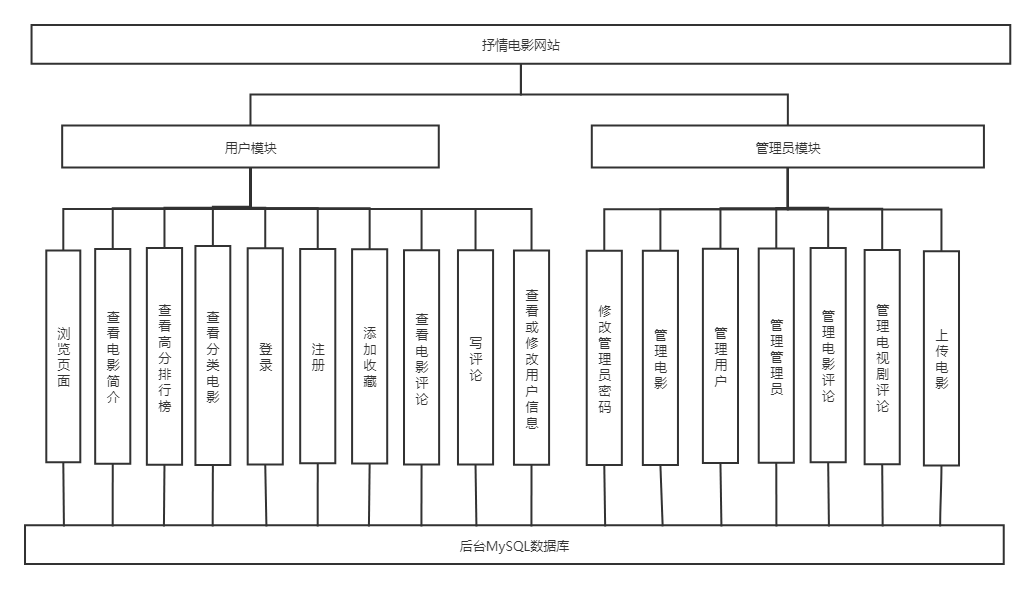 抒情电影网站
用户模块
管理员模块
浏览页面
查看电影简介
查看高分排行榜
查看分类电影
登录
注册
添加收藏
查看电影评论
写评论
查看或修改用户信息
修改管理员密码
管理电影
管理用户
管理管理员
管理电影评论
管理电视剧评论
上传电影
后台MySQL数据库